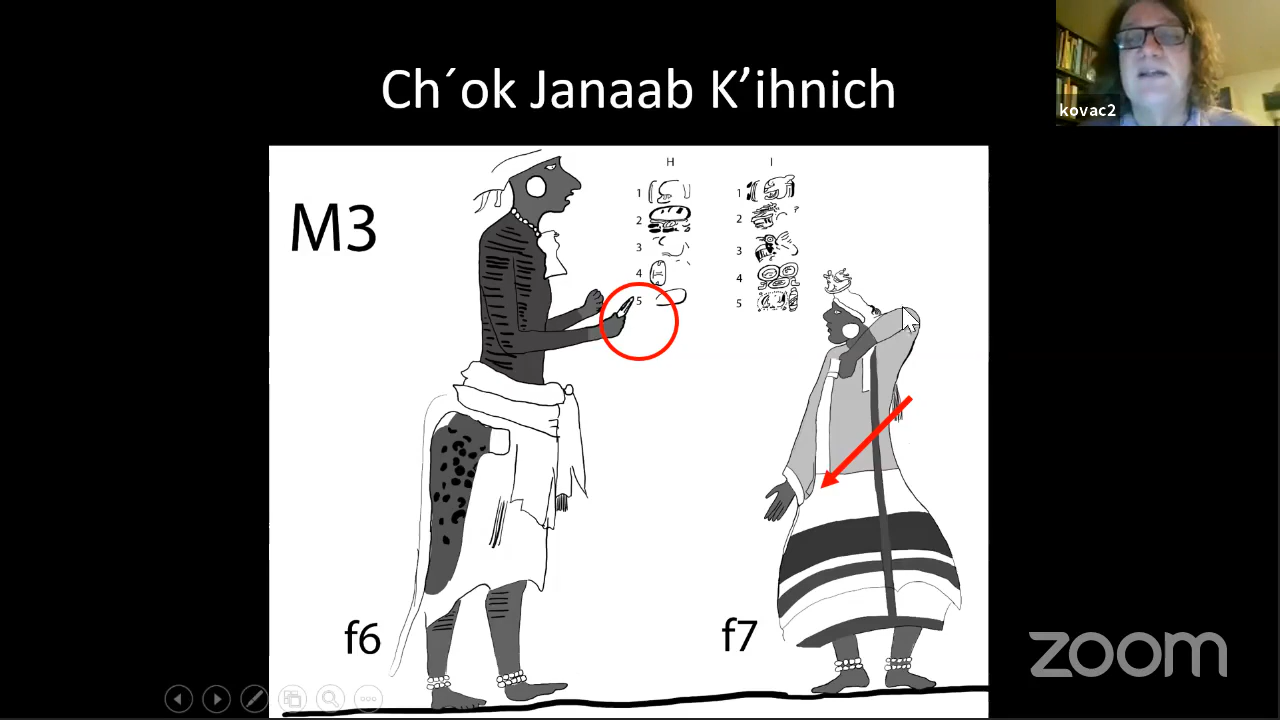 Ch´ok Janaab K’ihnich
kovac2
M3
H I
1 1
2 2 ?
3 3
4 4
5 5
f6
f7
zoom